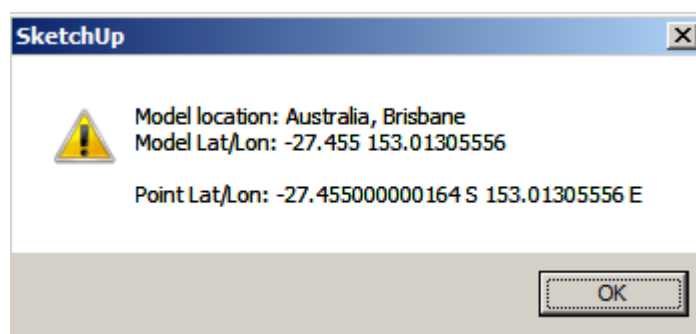 SketchUp
Model location: Australia, Brisbane
Model Lat/Lon: -27.455 153.01305556
Point Lat/Lon: -27.455000000164 S 153.01305556 E
OK